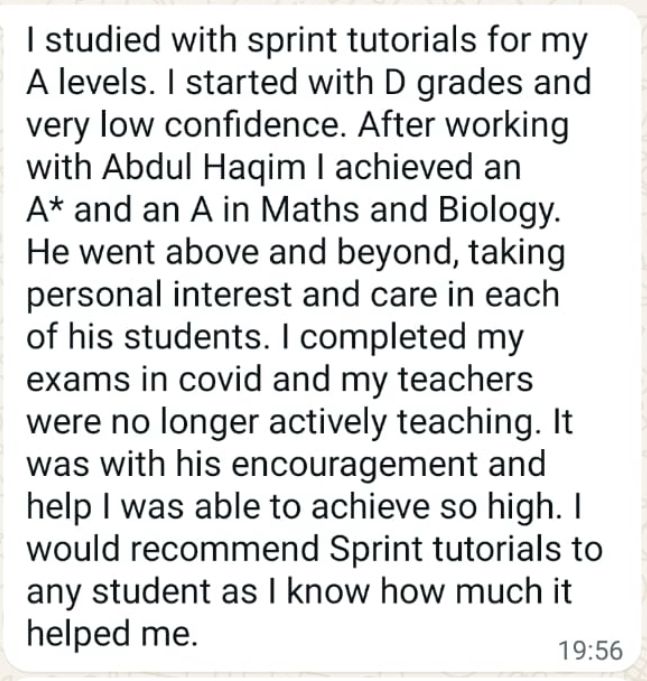 I studied with sprint tutorials for my
A levels. I started with D grades and
very low confidence. After working
with Abdul Haqim I achieved an
A* and an A in Maths and Biology.
He went above and beyond, taking
personal interest and care in each
of his students. I completed my
exams in covid and my teachers
were no longer actively teaching. It
was with his encouragement and
help I was able to achieve so high. I
would recommend Sprint tutorials to
any student as I know how much it
helped me.
19:56